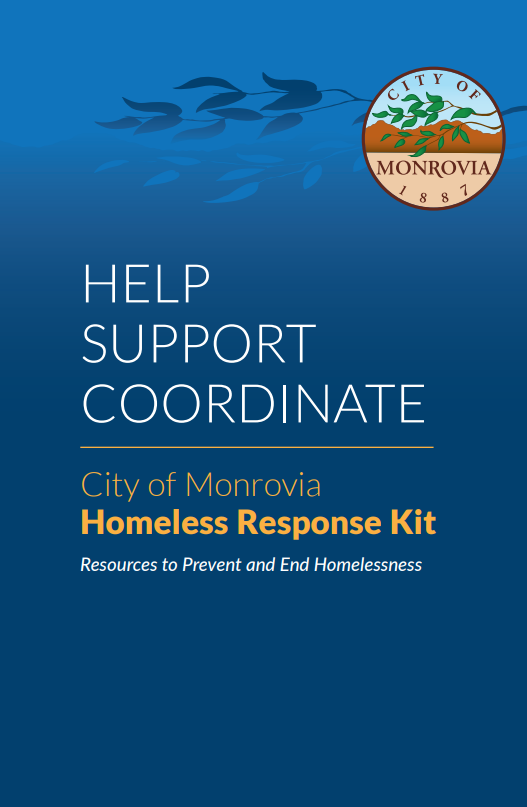 CITY OF
MONROVIA
1887
HELP
SUPPORT
COORDINATE
City of Monrovia
Homeless Response Kit
Resources to Prevent and End Homelessness